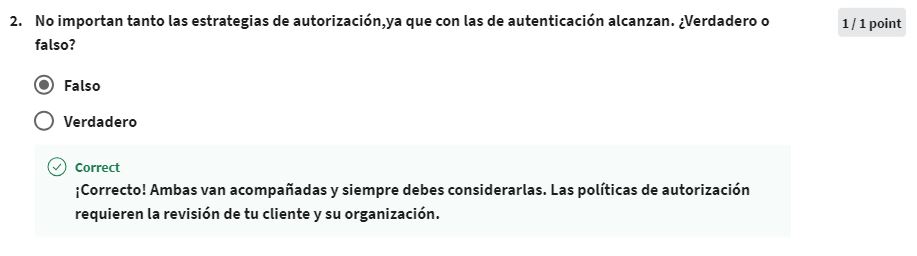 2. No importan tanto las estrategias de autorización,ya que con las de autenticación alcanzan. ¿Verdadero o
falso?
1 / 1 point
Falso
Verdadero
Correct
¡Correcto! Ambas van acompañadas y siempre debes considerarlas. Las políticas de autorización
requieren la revisión de tu cliente y su organización.